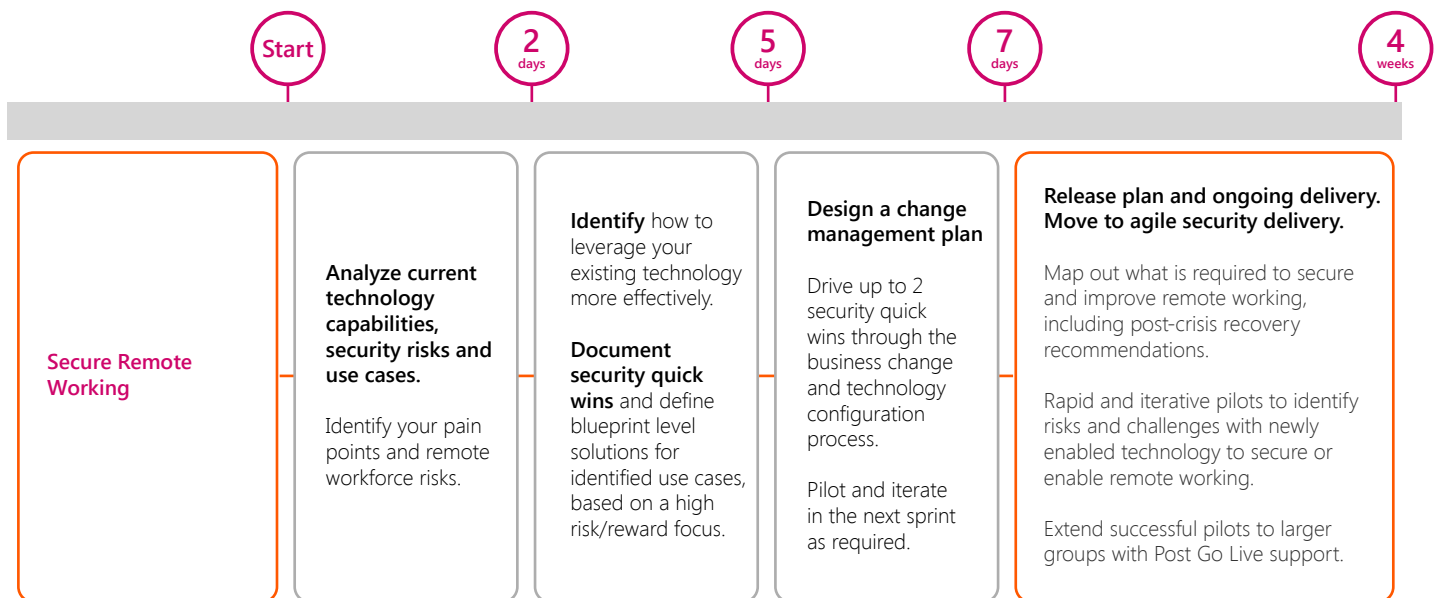 Start
2
days
5
days
7
days
4
weeks
Secure Remote
Working
Analyze current
technology
capabilities,
security risks and
use cases.
Identify your pain
points and remote
workforce risks.
Identify how to
leverage your
existing technology
more effectively.
Document
security quick
wins and define
blueprint level
solutions for
identified use cases,
based on a high
risk/reward focus.
Design a change
management plan
Drive up to 2
security quick
wins through the
business change
and technology
configuration
process.
Pilot and iterate
in the next sprint
as required.
Release plan and ongoing delivery.
Move to agile security delivery.
Map out what is required to secure
and improve remote working,
including post-crisis recovery
recommendations.
Rapid and iterative pilots to identify
risks and challenges with newly
enabled technology to secure or
enable remote working.
Extend successful pilots to larger
groups with Post Go Live support.